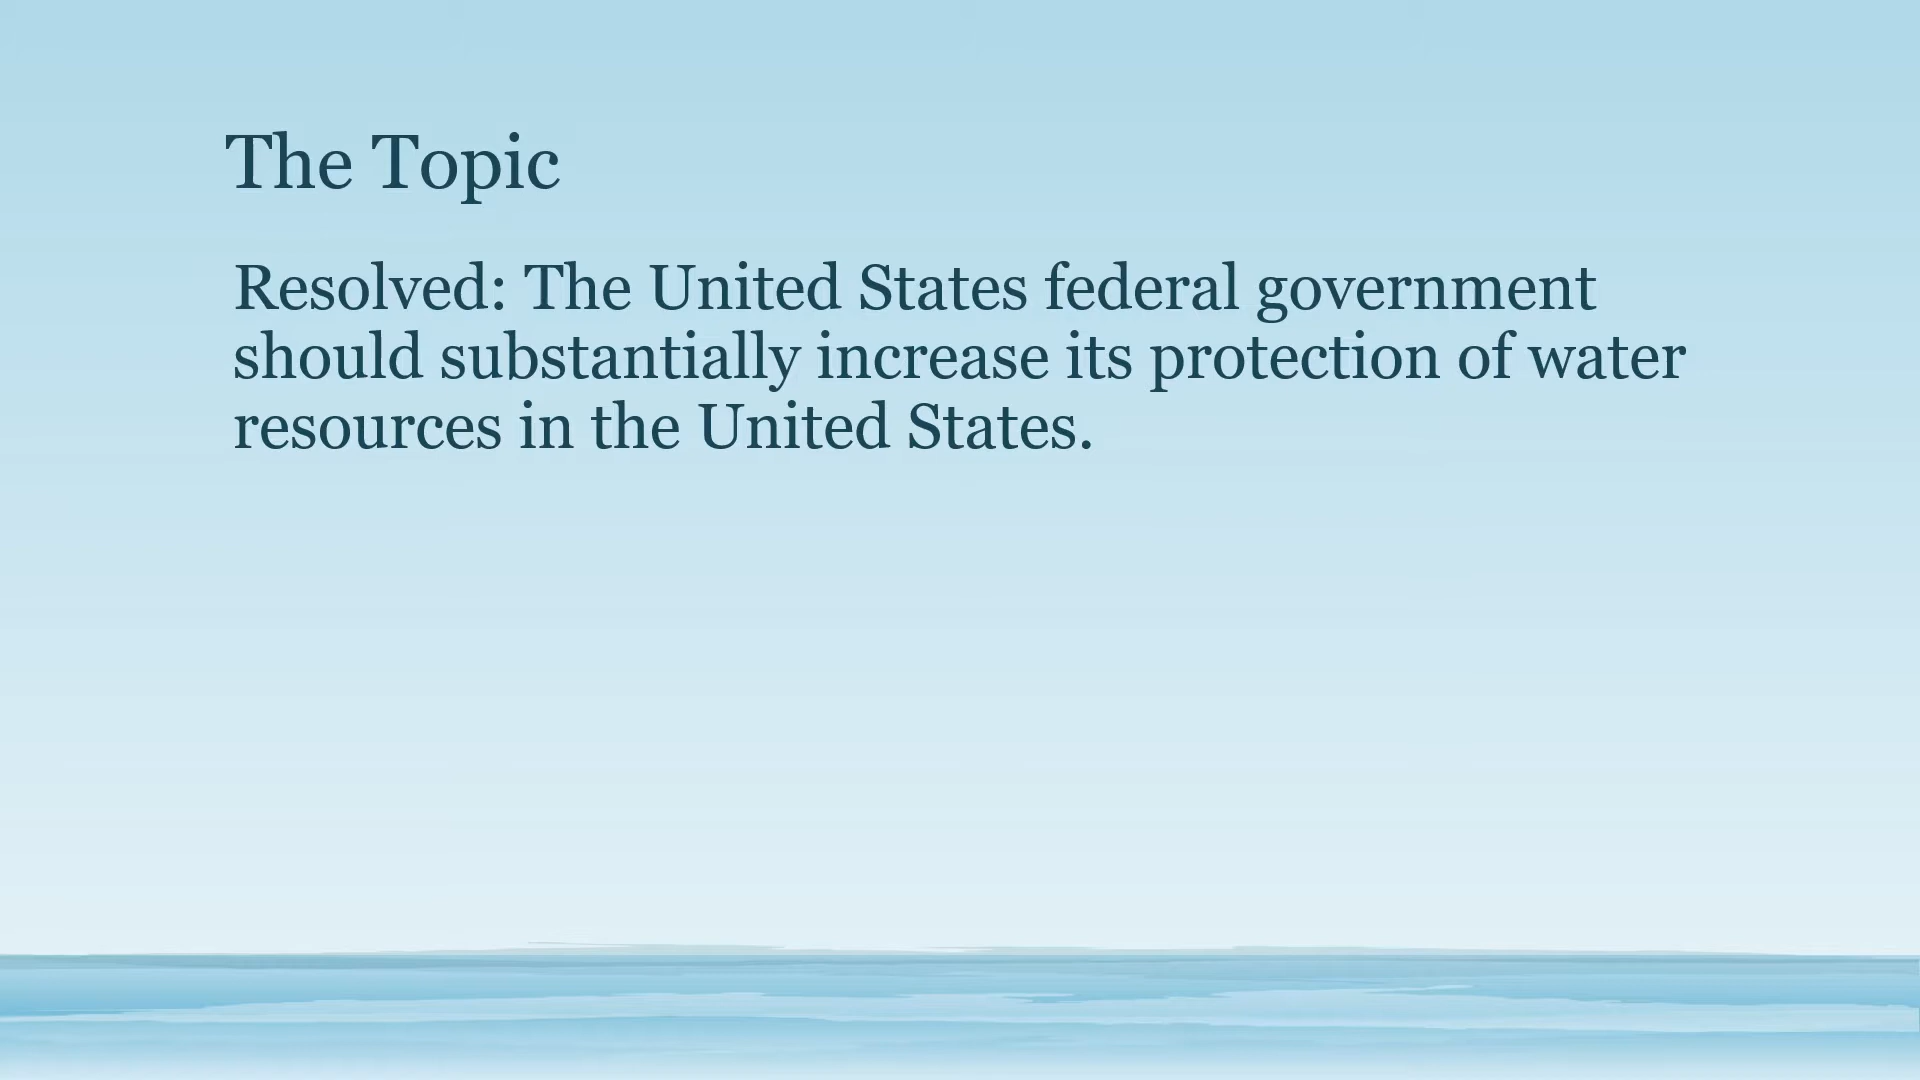 The Topic
Resolved: The United States federal government
should substantially increase its protection of water
resources in the United States.